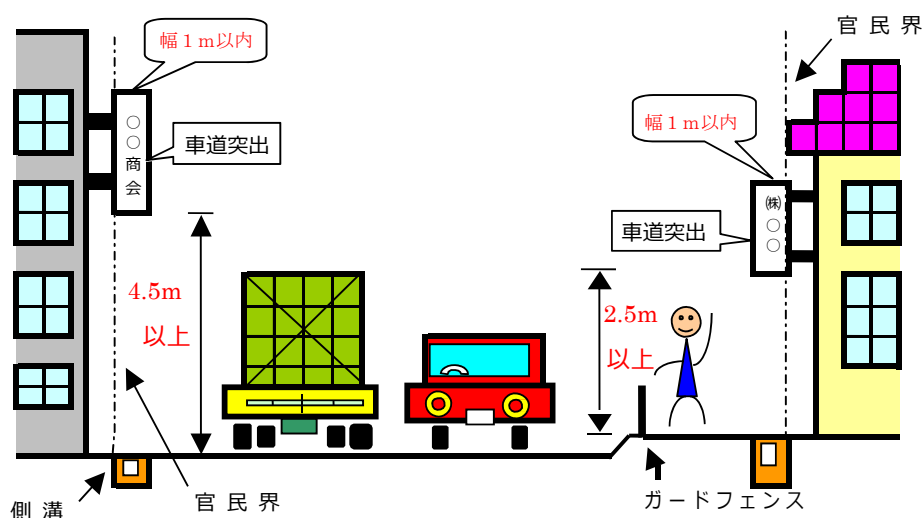 官民界
幅１ｍ以内
幅１ｍ以内
○○商会
車道突出
㈱○○
車道突出
4.5m
以上
2.5m
以上
側溝
官民界
ガードフェンス